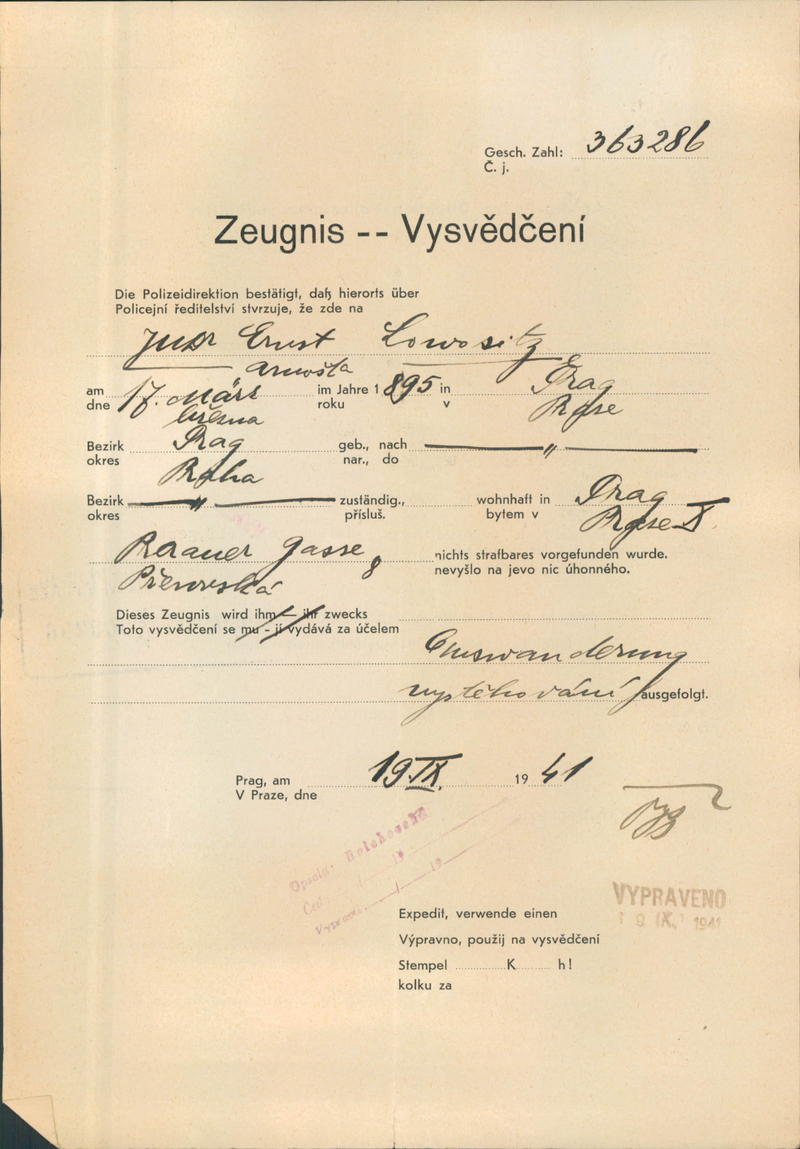 Gesch. Zahl: 363286
Č. j.
Zeugnis -- Vysvědčení
Die Polizeidirektion bestätigt, daß hierorts über
Policejní ředitelství stvrzuje, že zde na
JUDr Ernst Lowositz
Arnošta
am 17. März im Jahre 1895 in Prag
dne března roku v Praze
Bezirk Prag geb., nach — " —
okres Praha nar., do
Bezirk — " — zuständig., wohnhaft in Prag
okres přísluš. bytem v Praze X.
Gasse 8 nichts strafbares vorgefunden wurde.
nevyšlo na jevo nic úhonného.
Dieses Zeugnis wird ihm — ihr zwecks
Toto vysvědčení se mu - jí vydává za účelem
Auswanderung
vystěhování ausgefolgt.
Prag, am 19. IX. 1941
V Praze, dne
Opsala: Bolehovská
19
19
VYPRAVENO
19 IX. 1941
Expedit, verwende einen
Výpravno, použij na vysvědčení
Stempel K h!
kolku za